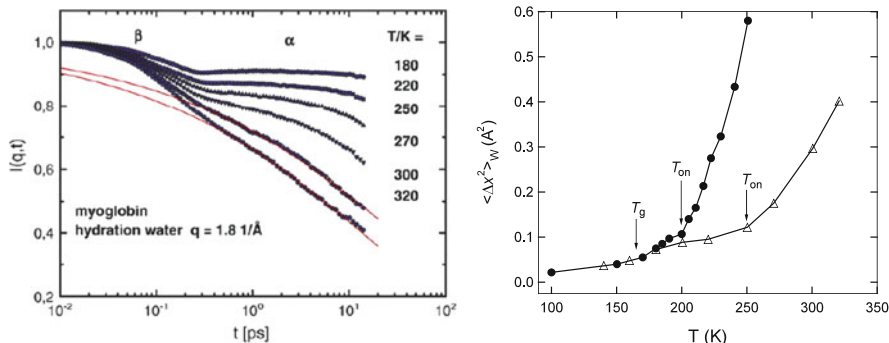 β α T/K =
1,0
180
220
0,8
250
270
0,6
300
320
0,4
0,2
I(q,t)
myoglobin
hydration water q = 1.8 1/Å
10⁻² 10⁻¹ 10⁰ 10¹ 10²
t [ps]
0.6
0.5
0.4
0.3
0.2
0.1
0.0
<Δx²>W (A²)
Tg
Ton
Ton
100 150 200 250 300 350
T (K)